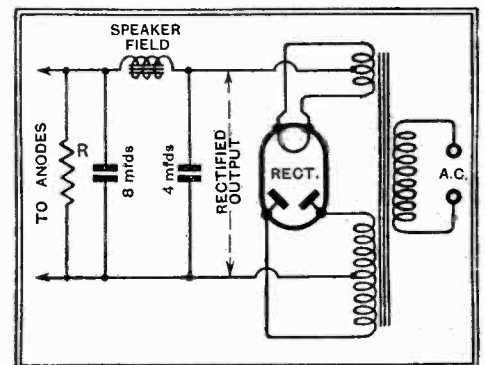 SPEAKER
FIELD
TO ANODES
R
8 mfds
4 mfds
RECTIFIED
OUTPUT
RECT.
A.C.